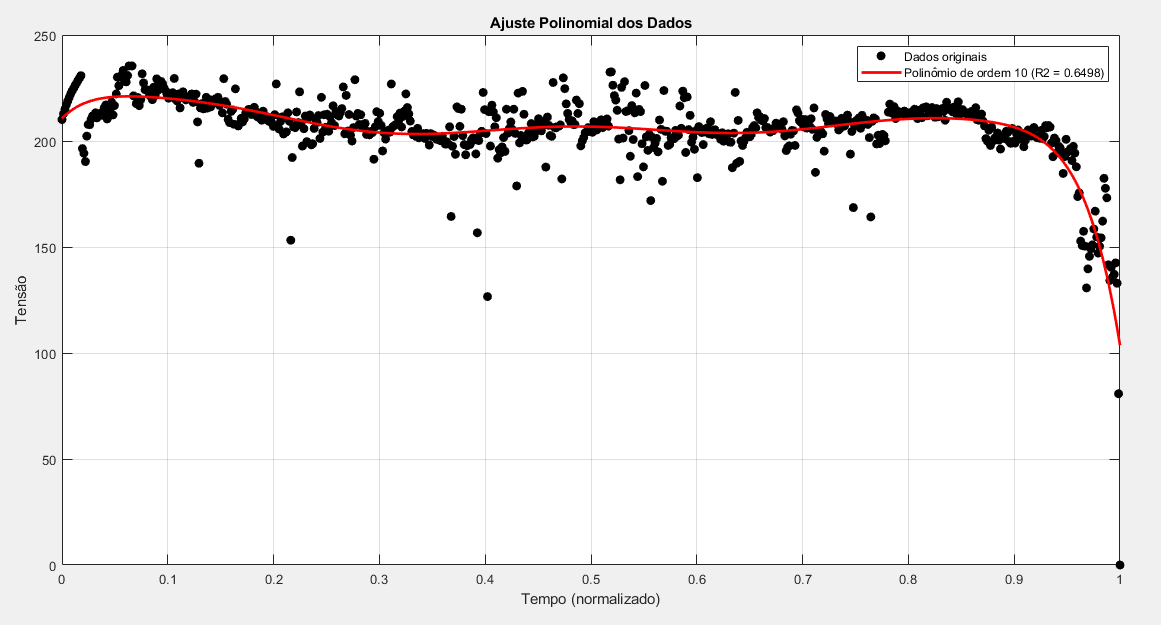 Ajuste Polinomial dos Dados
Dados originais
Polinômio de ordem 10 (R2 = 0.6498)
Tensão
250
200
150
100
50
0
0 0.1 0.2 0.3 0.4 0.5 0.6 0.7 0.8 0.9 1
Tempo (normalizado)